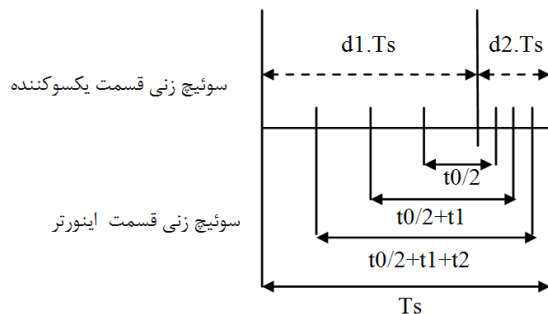 d1.Ts
d2.Ts
سوئیچ زنی قسمت یکسوکننده
t0/2
t0/2+t1
سوئیچ زنی قسمت اینورتر
t0/2+t1+t2
Ts